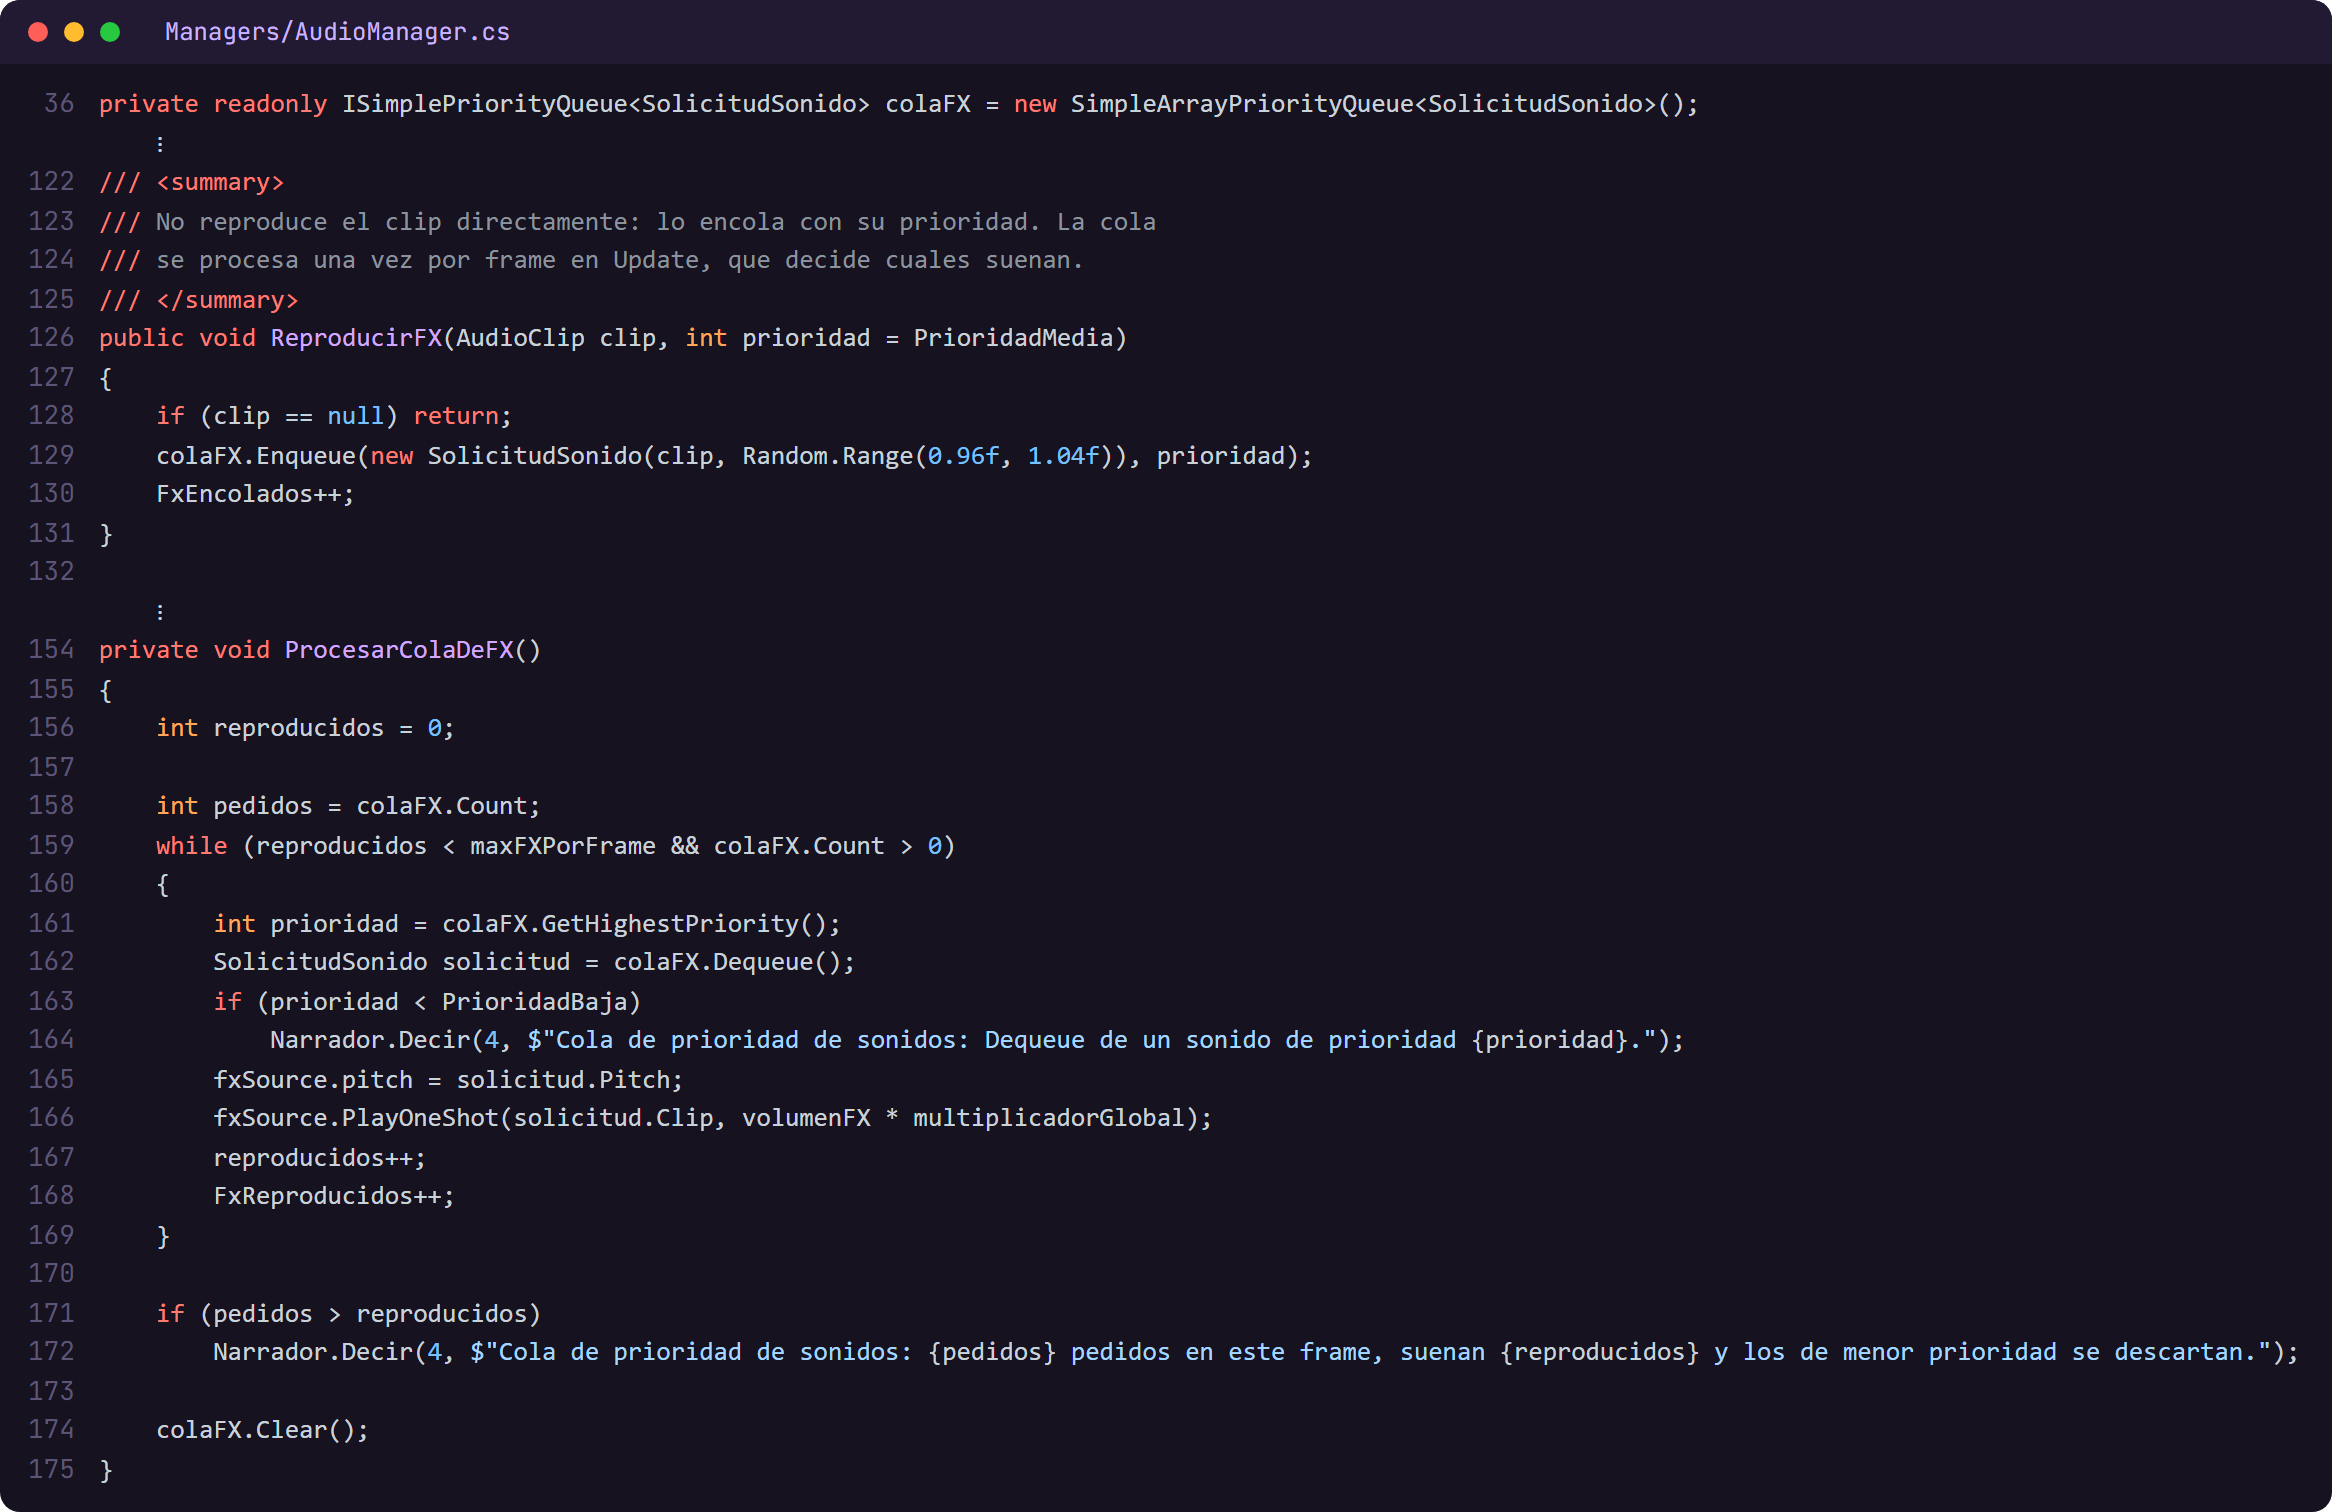 Managers/AudioManager.cs
36 private readonly ISimplePriorityQueue<SolicitudSonido> colaFX = new SimpleArrayPriorityQueue<SolicitudSonido>();
⋮
122 /// <summary>
123 /// No reproduce el clip directamente: lo encola con su prioridad. La cola
124 /// se procesa una vez por frame en Update, que decide cuales suenan.
125 /// </summary>
126 public void ReproducirFX(AudioClip clip, int prioridad = PrioridadMedia)
127 {
128     if (clip == null) return;
129     colaFX.Enqueue(new SolicitudSonido(clip, Random.Range(0.96f, 1.04f)), prioridad);
130     FxEncolados++;
131 }
132
⋮
154 private void ProcesarColaDeFX()
155 {
156     int reproducidos = 0;
157
158     int pedidos = colaFX.Count;
159     while (reproducidos < maxFXPorFrame && colaFX.Count > 0)
160     {
161         int prioridad = colaFX.GetHighestPriority();
162         SolicitudSonido solicitud = colaFX.Dequeue();
163         if (prioridad < PrioridadBaja)
164             Narrador.Decir(4, $"Cola de prioridad de sonidos: Dequeue de un sonido de prioridad {prioridad}.");
165         fxSource.pitch = solicitud.Pitch;
166         fxSource.PlayOneShot(solicitud.Clip, volumenFX * multiplicadorGlobal);
167         reproducidos++;
168         FxReproducidos++;
169     }
170
171     if (pedidos > reproducidos)
172         Narrador.Decir(4, $"Cola de prioridad de sonidos: {pedidos} pedidos en este frame, suenan {reproducidos} y los de menor prioridad se descartan.");
173
174     colaFX.Clear();
175 }